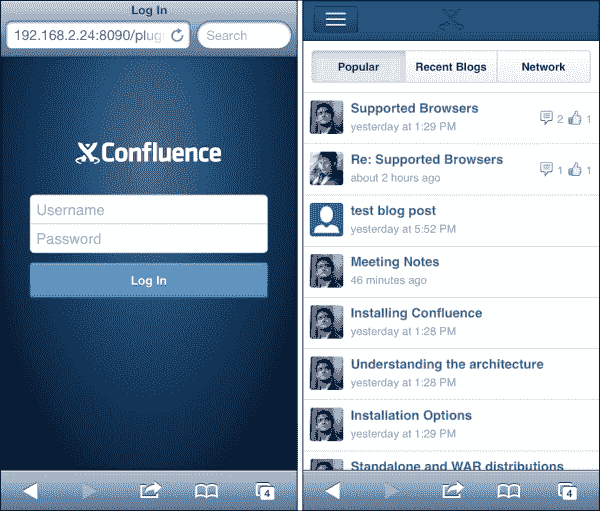 Log In
192.168.2.24:8090/plug
Search
Confluence
Username
Password
Log In
4
Popular
Recent Blogs
Network
Supported Browsers
yesterday at 1:29 PM
2
1
Re: Supported Browsers
about 2 hours ago
1
1
test blog post
yesterday at 5:52 PM
Meeting Notes
46 minutes ago
Installing Confluence
yesterday at 1:28 PM
Understanding the architecture
yesterday at 1:28 PM
Installation Options
yesterday at 1:29 PM
Standalone and WAR distributions
4